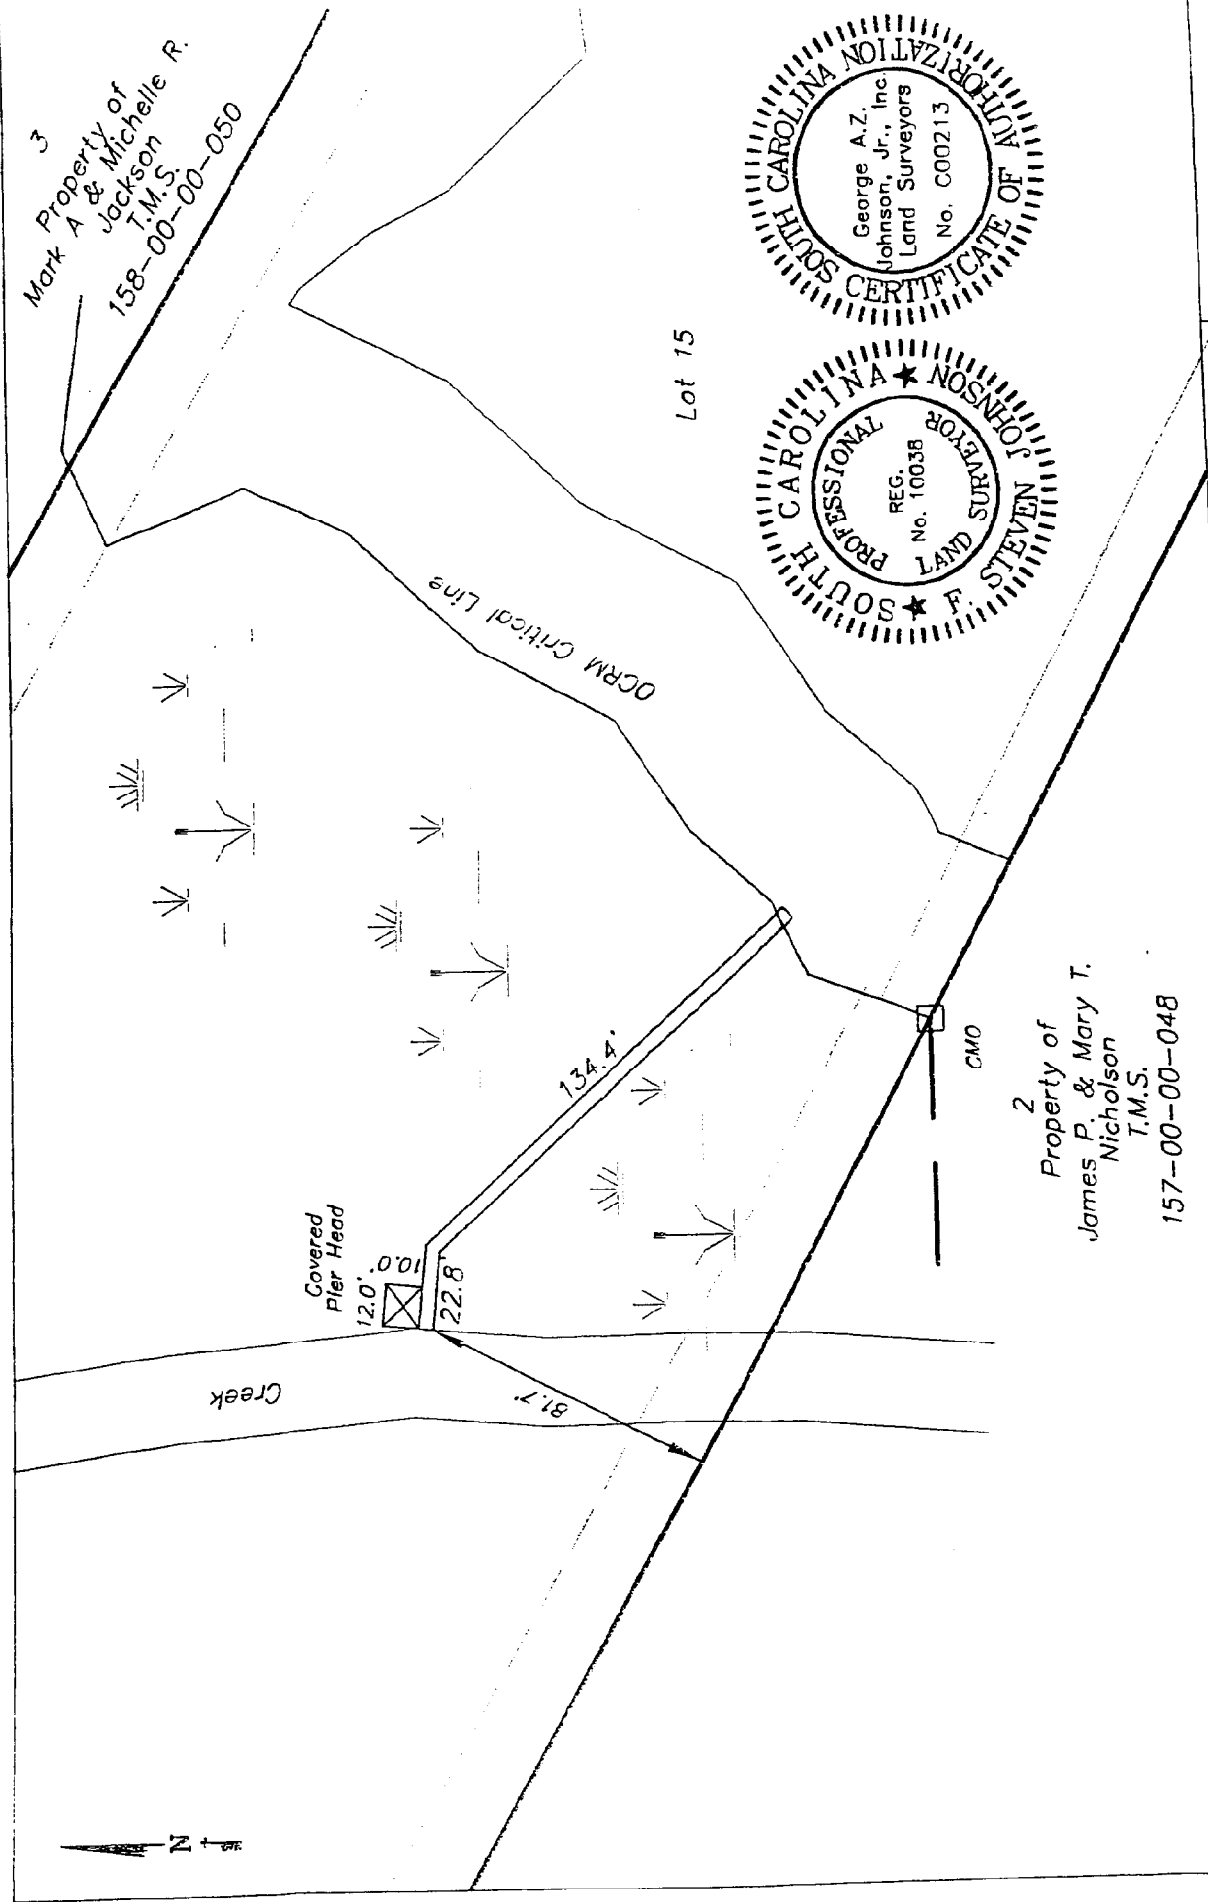 3
Property of
Mark A & Michelle R.
Jackson
T.M.S.
158-00-00-050
SOUTH CAROLINA CERTIFICATE OF AUTHORIZATION
George A.Z.
Johnson, Jr., Inc.
Land Surveyors
No. C00213
Lot 15
SOUTH CAROLINA
PROFESSIONAL LAND SURVEYOR
REG.
No. 10038
F. STEVEN JOHNSON
OCRM Critical Line
134.4'
Covered
Pier Head
12.0'
10.0'
22.8'
Creek
81.7'
CMO
2
Property of
James P. & Mary T.
Nicholson
T.M.S.
157-00-00-048
N